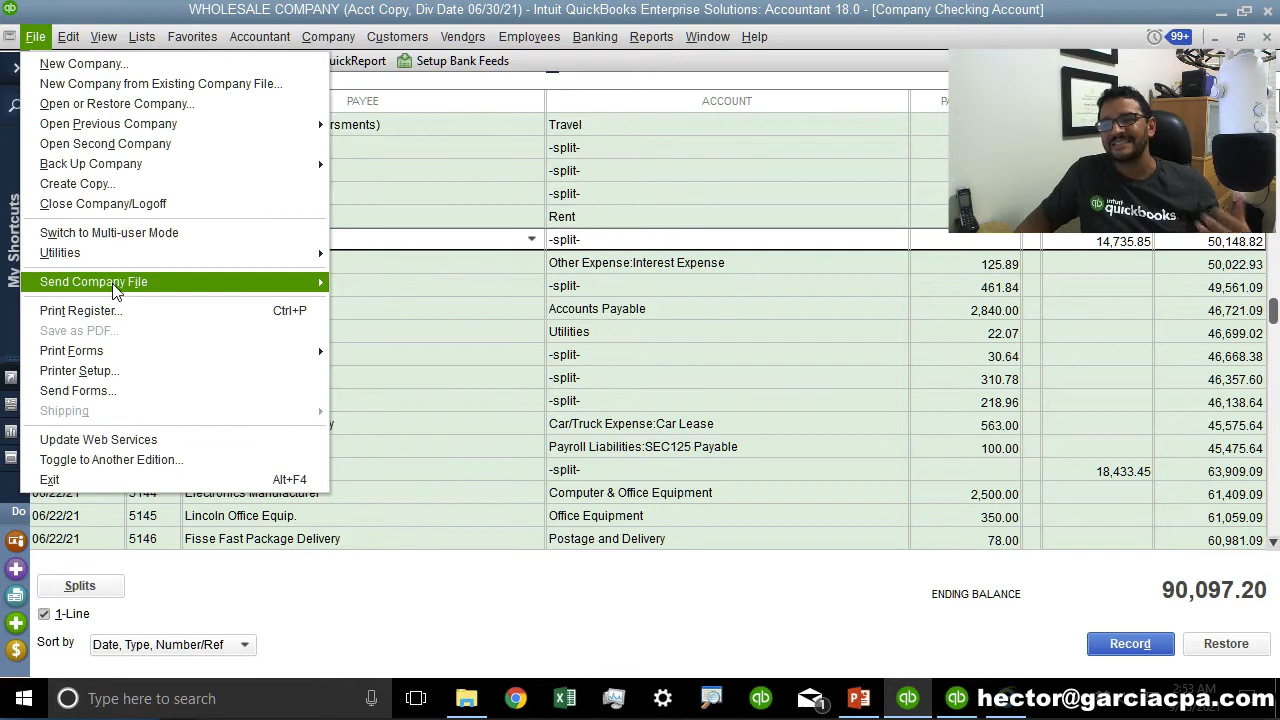 WHOLESALE COMPANY (Acct Copy, Div Date 06/30/21) - Intuit QuickBooks Enterprise Solutions: Accountant 18.0 - [Company Checking Account]
File Edit View Lists Favorites Accountant Company Customers Vendors Employees Banking Reports Window Help 99+
New Company...
QuickReport Setup Bank Feeds
New Company from Existing Company File...
PAYEE ACCOUNT
Open or Restore Company...
Open Previous Company
Travel
Open Second Company
-split-
Back Up Company
-split-
Create Copy...
-split-
Close Company/Logoff
Rent
Switch to Multi-user Mode
-split- 14,735.85 50,148.82
Utilities
Other Expense:Interest Expense 125.89 50,022.93
Send Company File
-split- 461.84 49,561.09
Print Register... Ctrl+P
Accounts Payable 2,840.00 46,721.09
Save as PDF...
Utilities 22.07 46,699.02
Print Forms
-split- 30.64 46,668.38
Printer Setup...
-split- 310.78 46,357.60
Send Forms...
-split- 218.96 46,138.64
Shipping
Car/Truck Expense:Car Lease 563.00 45,575.64
Update Web Services
Payroll Liabilities:SEC125 Payable 100.00 45,475.64
Toggle to Another Edition...
-split- 18,433.45 63,909.09
Exit Alt+F4
06/22/21 5144 Electronics Manufacturer Computer & Office Equipment 2,500.00 61,409.09
06/22/21 5145 Lincoln Office Equip. Office Equipment 350.00 61,059.09
06/22/21 5146 Fisse Fast Package Delivery Postage and Delivery 78.00 60,981.09
My Shortcuts
Do
intuit
quickbooks
Splits
ENDING BALANCE 90,097.20
1-Line
Sort by Date, Type, Number/Ref
Record Restore
Type here to search
hector@garciacpa.com